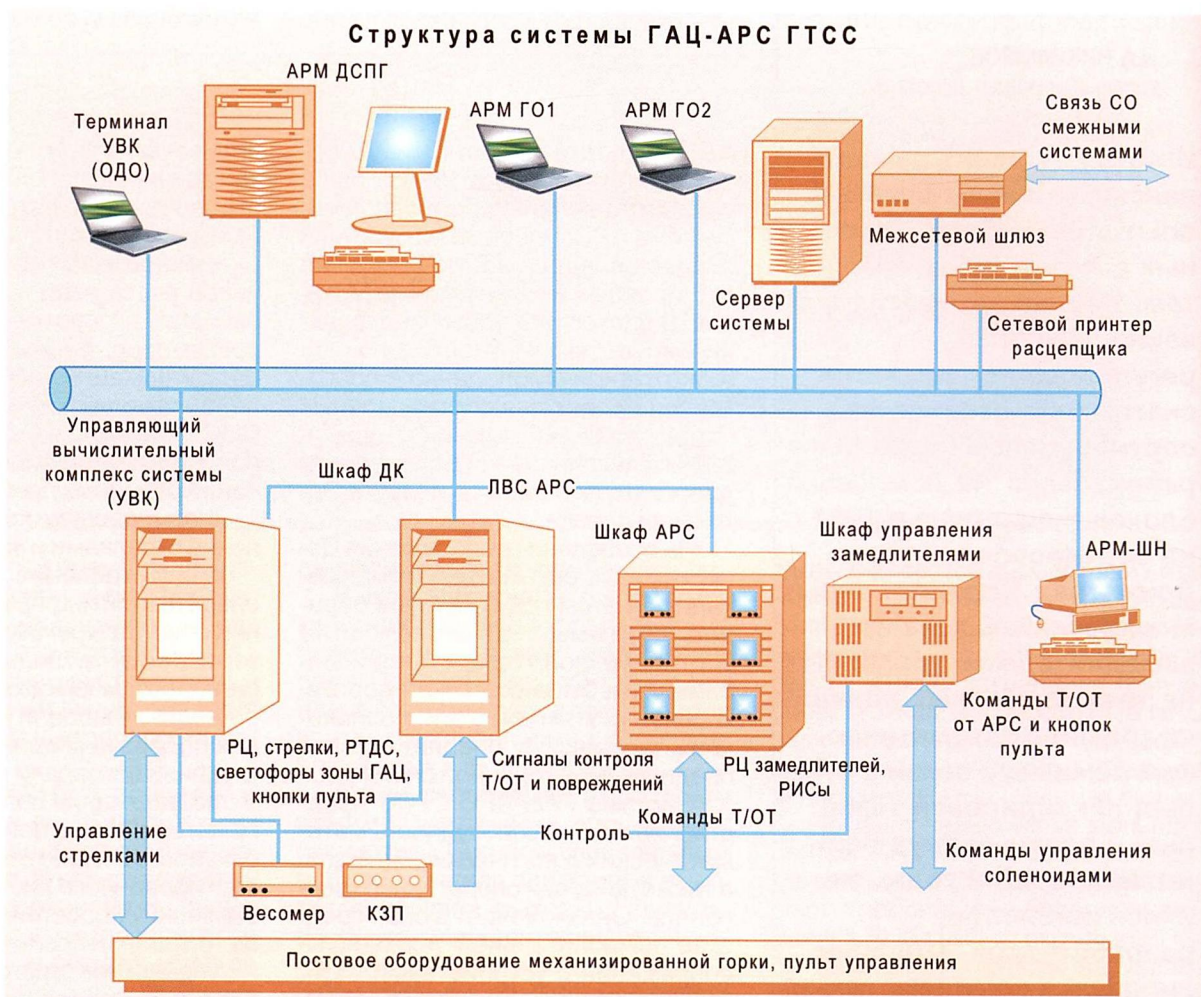 Структура системы ГАЦ-АРС ГТСС
АРМ ДСПГ
Терминал
УВК
(ОДО)
АРМ ГО1
АРМ ГО2
Связь СО
смежными
системами
Межсетевой шлюз
Сервер
системы
Сетевой принтер
расцепщика
Управляющий
вычислительный
комплекс системы
(УВК)
Шкаф ДК
ЛВС АРС
Шкаф АРС
Шкаф управления
замедлителями
АРМ-ШН
РЦ, стрелки, РТДС,
светофоры зоны ГАЦ,
кнопки пульта
Сигналы контроля
Т/ОТ и повреждений
РЦ замедлителей,
РИСы
Команды Т/ОТ
от АРС и кнопок
пульта
Управление
стрелками
Контроль
Команды Т/ОТ
Команды управления
соленоидами
Весомер
КЗП
Постовое оборудование механизированной горки, пульт управления